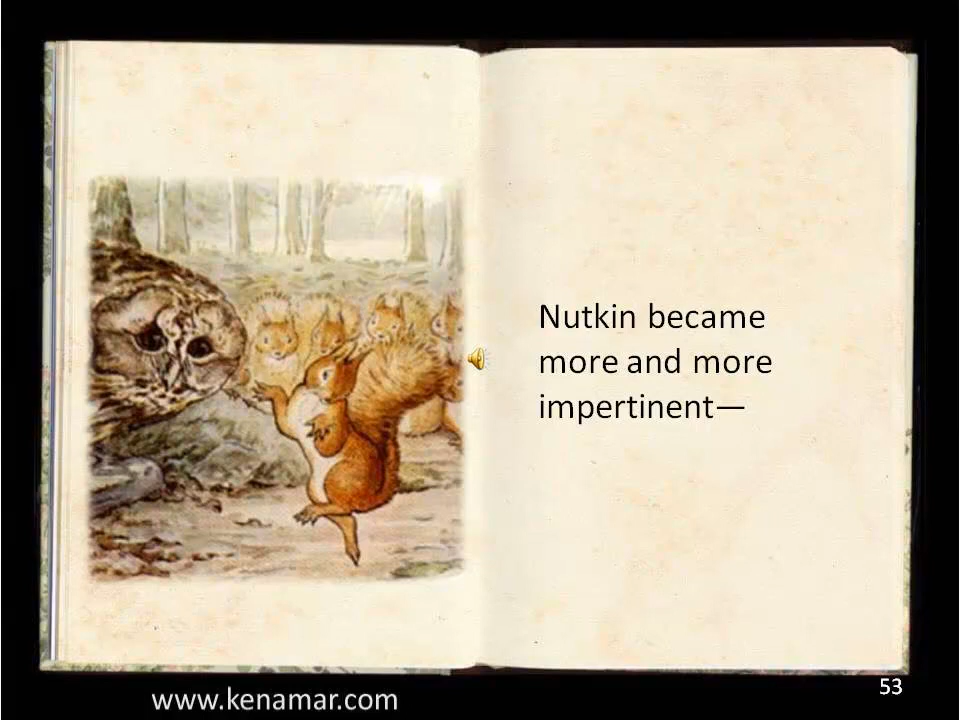 Nutkin became
more and more
impertinent—
www.kenamar.com
53